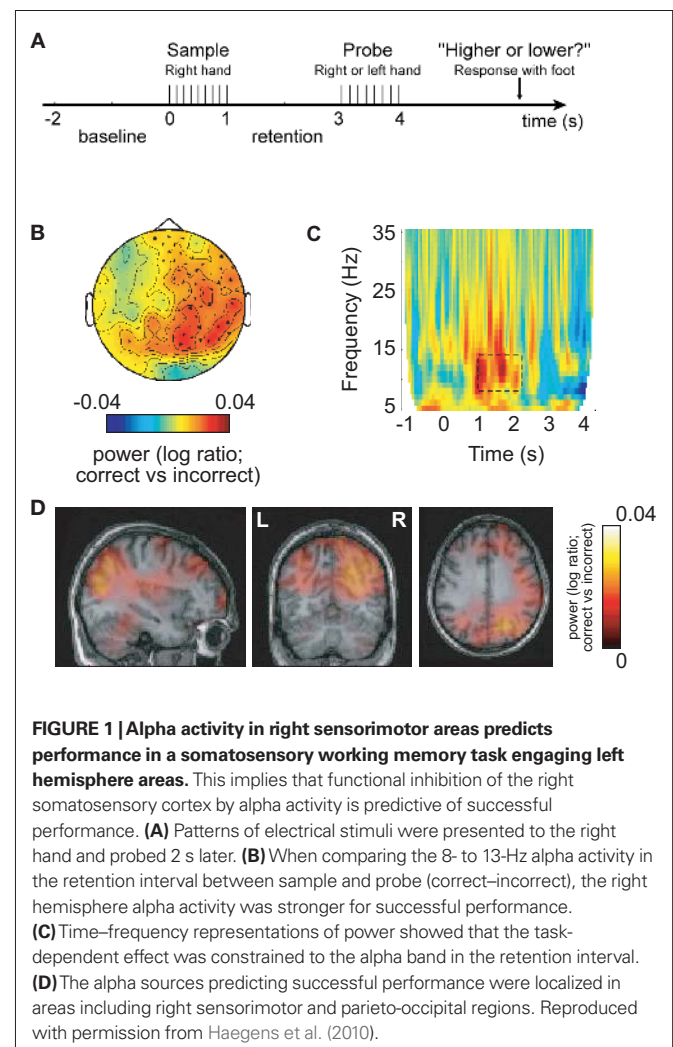 A
Sample
Right hand
Probe
Right or left hand
"Higher or lower?"
Response with foot
-2
0
1
3
4
time (s)
baseline
retention
B
-0.04
0.04
power (log ratio;
correct vs incorrect)
C
Frequency (Hz)
35
25
15
5
-1
0
1
2
3
4
Time (s)
D
L
R
0.04
power (log ratio;
correct vs incorrect)
0
FIGURE 1 | Alpha activity in right sensorimotor areas predicts
performance in a somatosensory working memory task engaging left
hemisphere areas. This implies that functional inhibition of the right
somatosensory cortex by alpha activity is predictive of successful
performance. (A) Patterns of electrical stimuli were presented to the right
hand and probed 2 s later. (B) When comparing the 8- to 13-Hz alpha activity in
the retention interval between sample and probe (correct–incorrect), the right
hemisphere alpha activity was stronger for successful performance.
(C) Time–frequency representations of power showed that the task-
dependent effect was constrained to the alpha band in the retention interval.
(D) The alpha sources predicting successful performance were localized in
areas including right sensorimotor and parieto-occipital regions. Reproduced
with permission from Haegens et al. (2010).